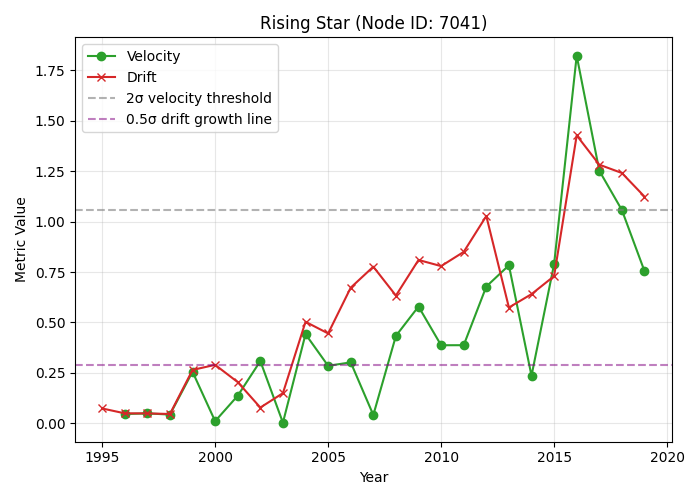 Rising Star (Node ID: 7041)
Velocity
Drift
2σ velocity threshold
0.5σ drift growth line
Metric Value
1.75
1.50
1.25
1.00
0.75
0.50
0.25
0.00
1995
2000
2005
2010
2015
2020
Year